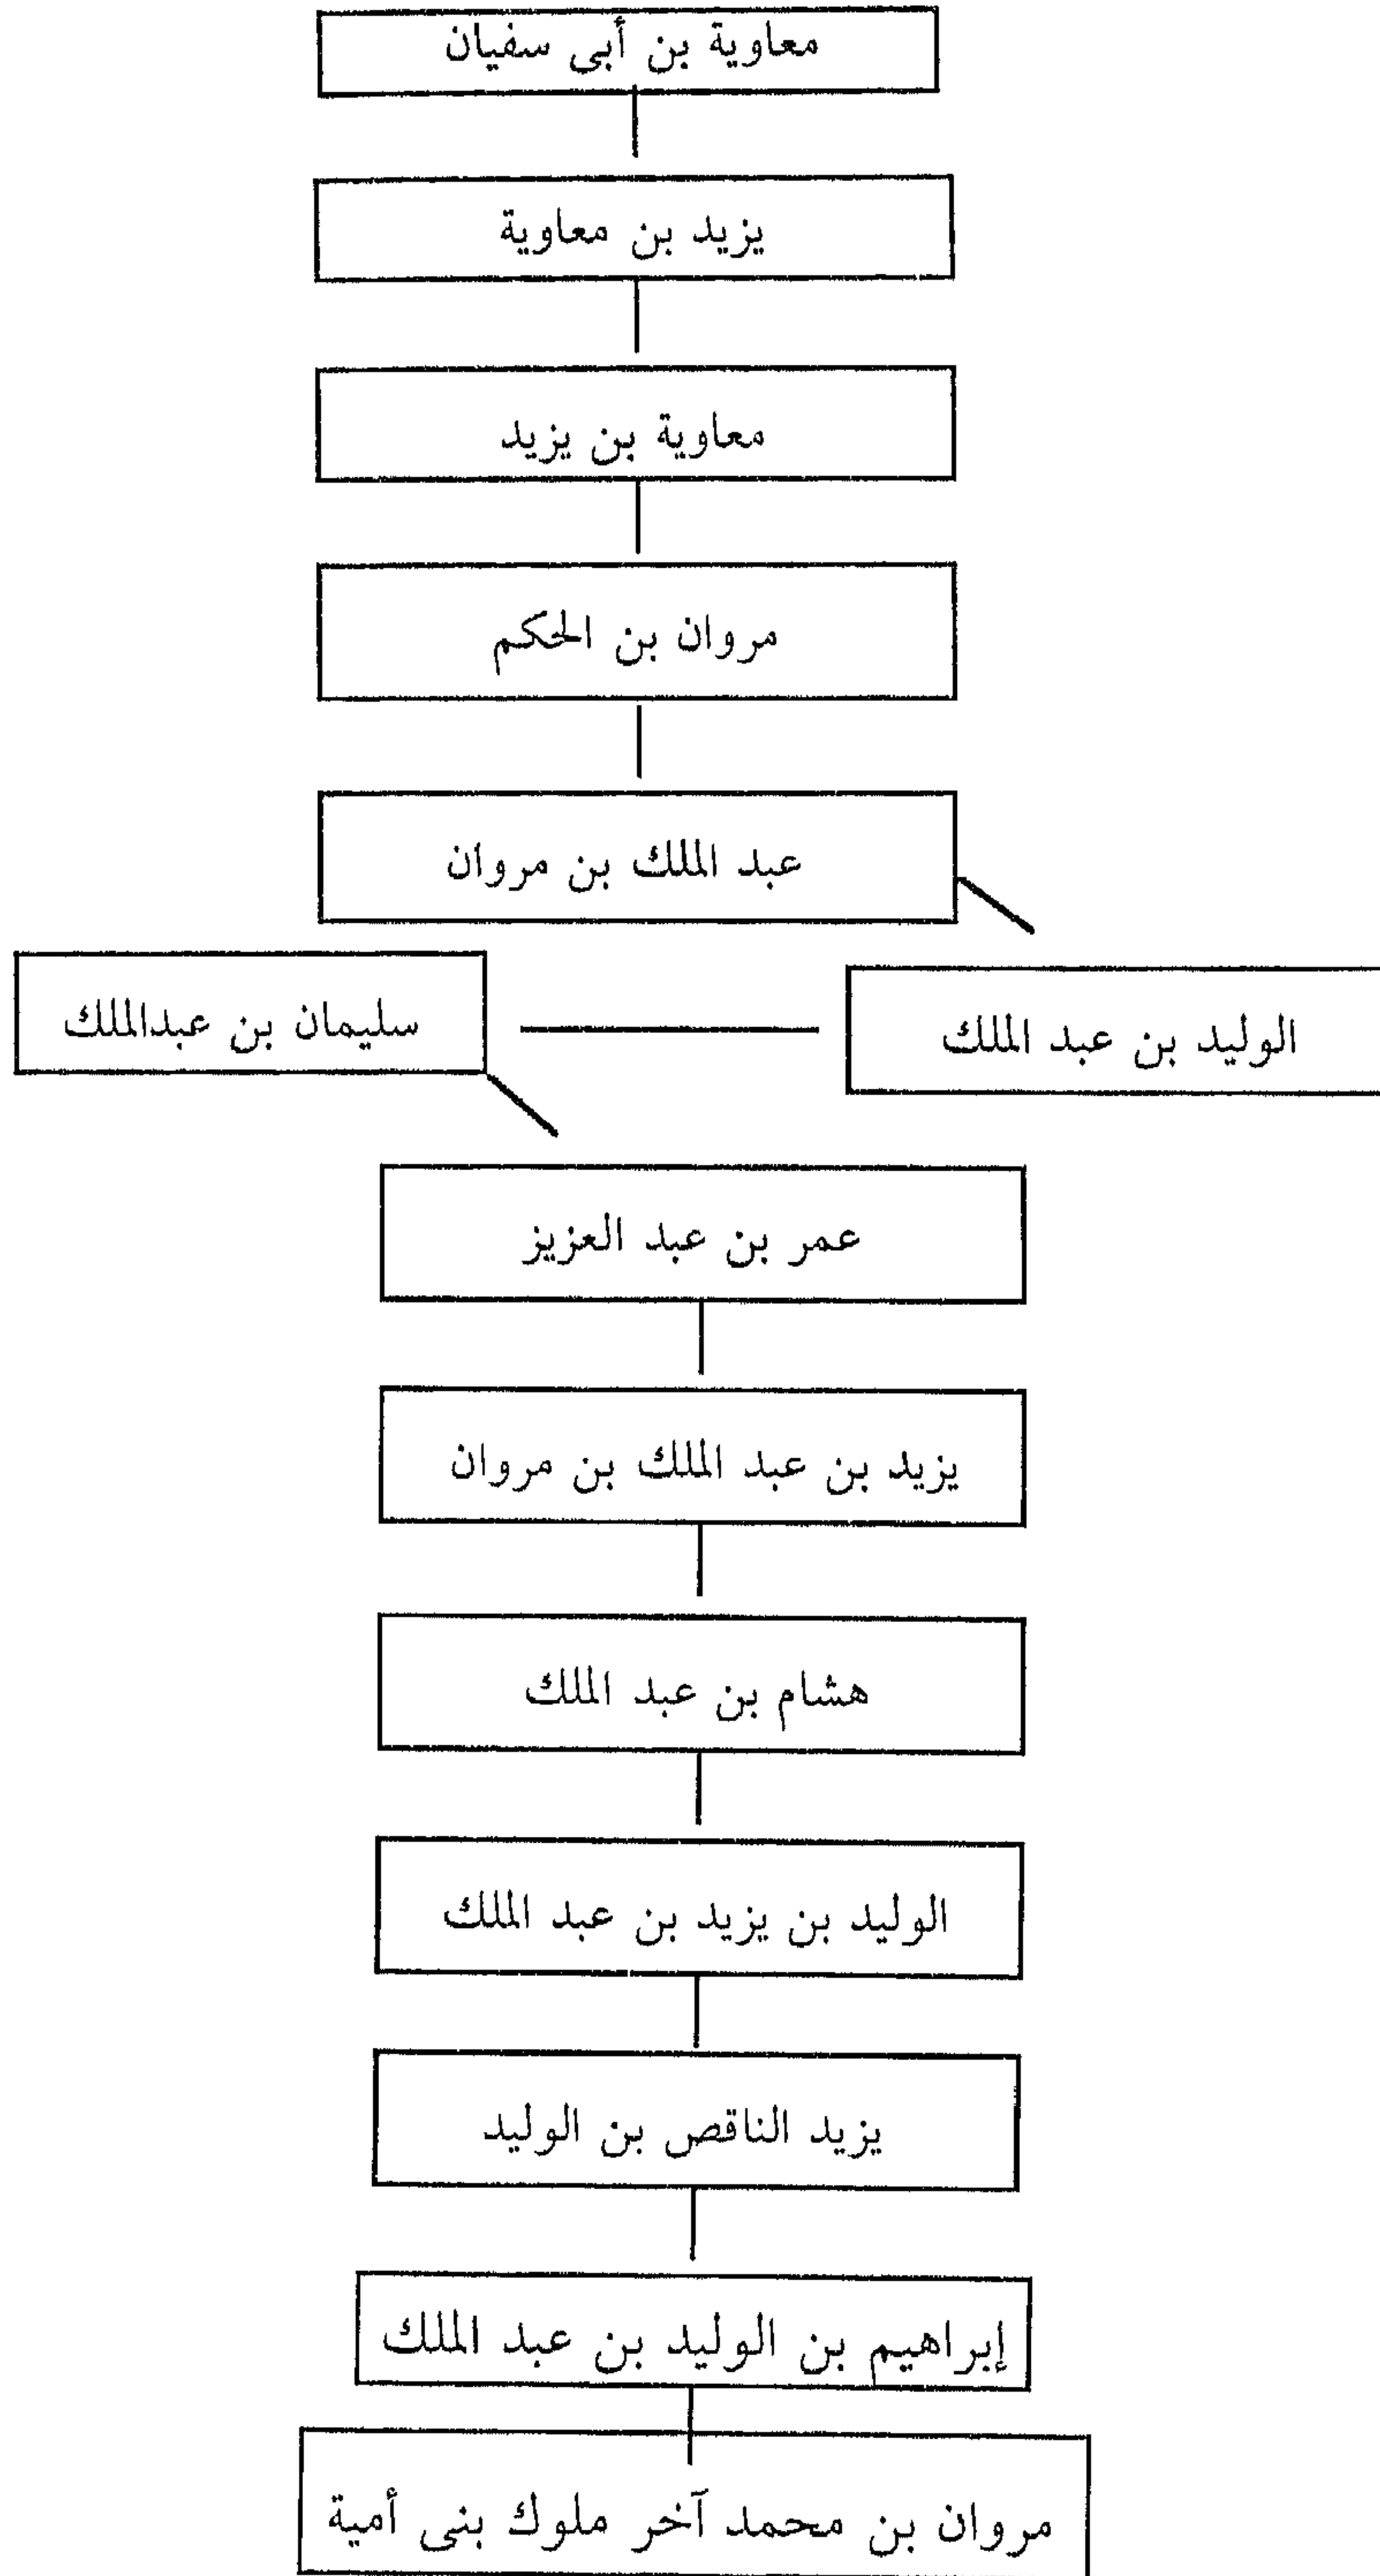 معاوية بن أبى سفيان
يزيد بن معاوية
معاوية بن يزيد
مروان بن الحكم
عبد الملك بن مروان
الوليد بن عبد الملك
سليمان بن عبدالملك
عمر بن عبد العزيز
يزيد بن عبد الملك بن مروان
هشام بن عبد الملك
الوليد بن يزيد بن عبد الملك
يزيد الناقص بن الوليد
إبراهيم بن الوليد بن عبد الملك
مروان بن محمد آخر ملوك بنى أمية